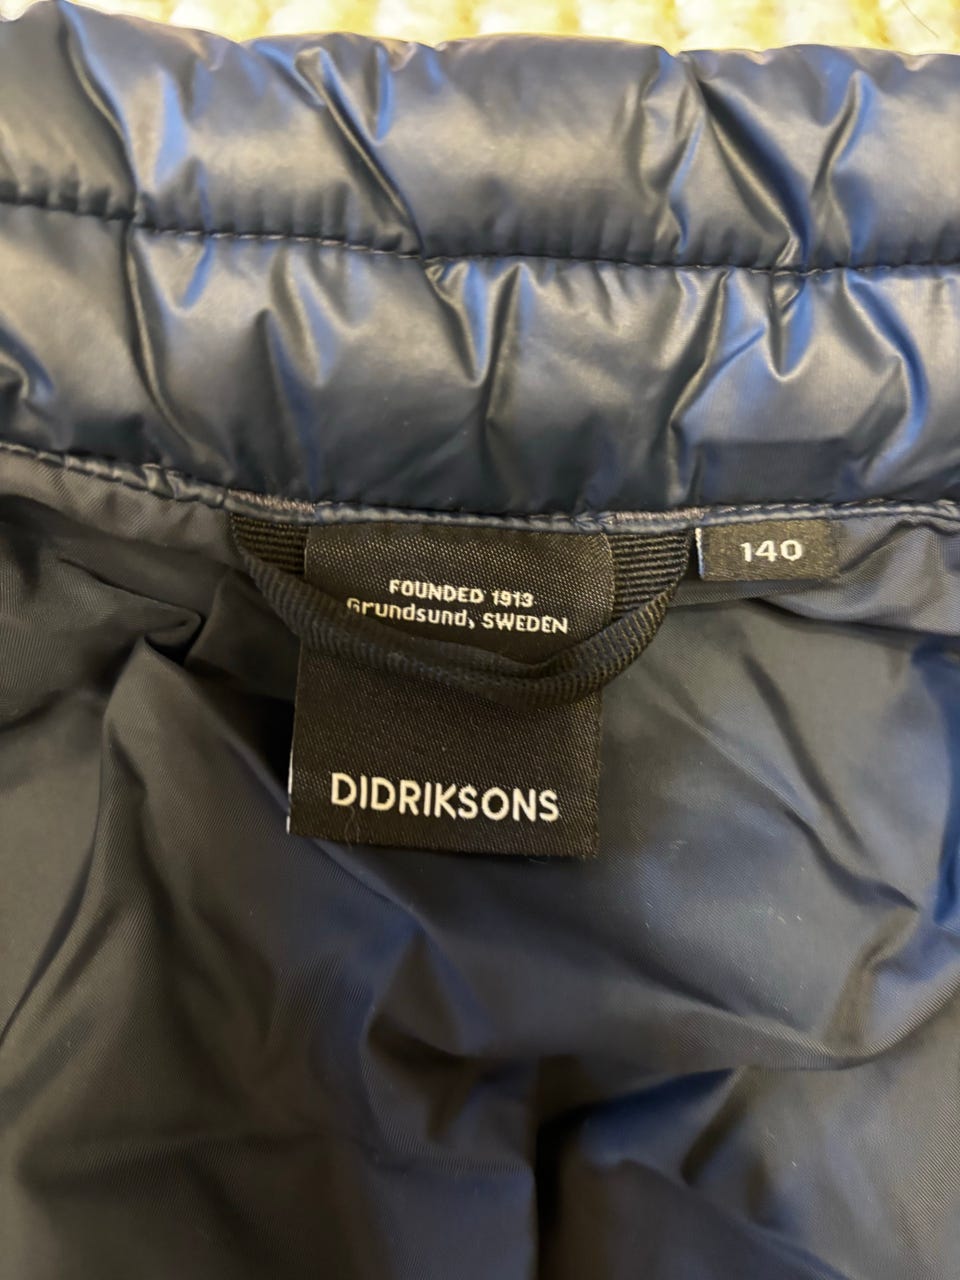 140
FOUNDED 1913
Grundsund, SWEDEN
DIDRIKSONS